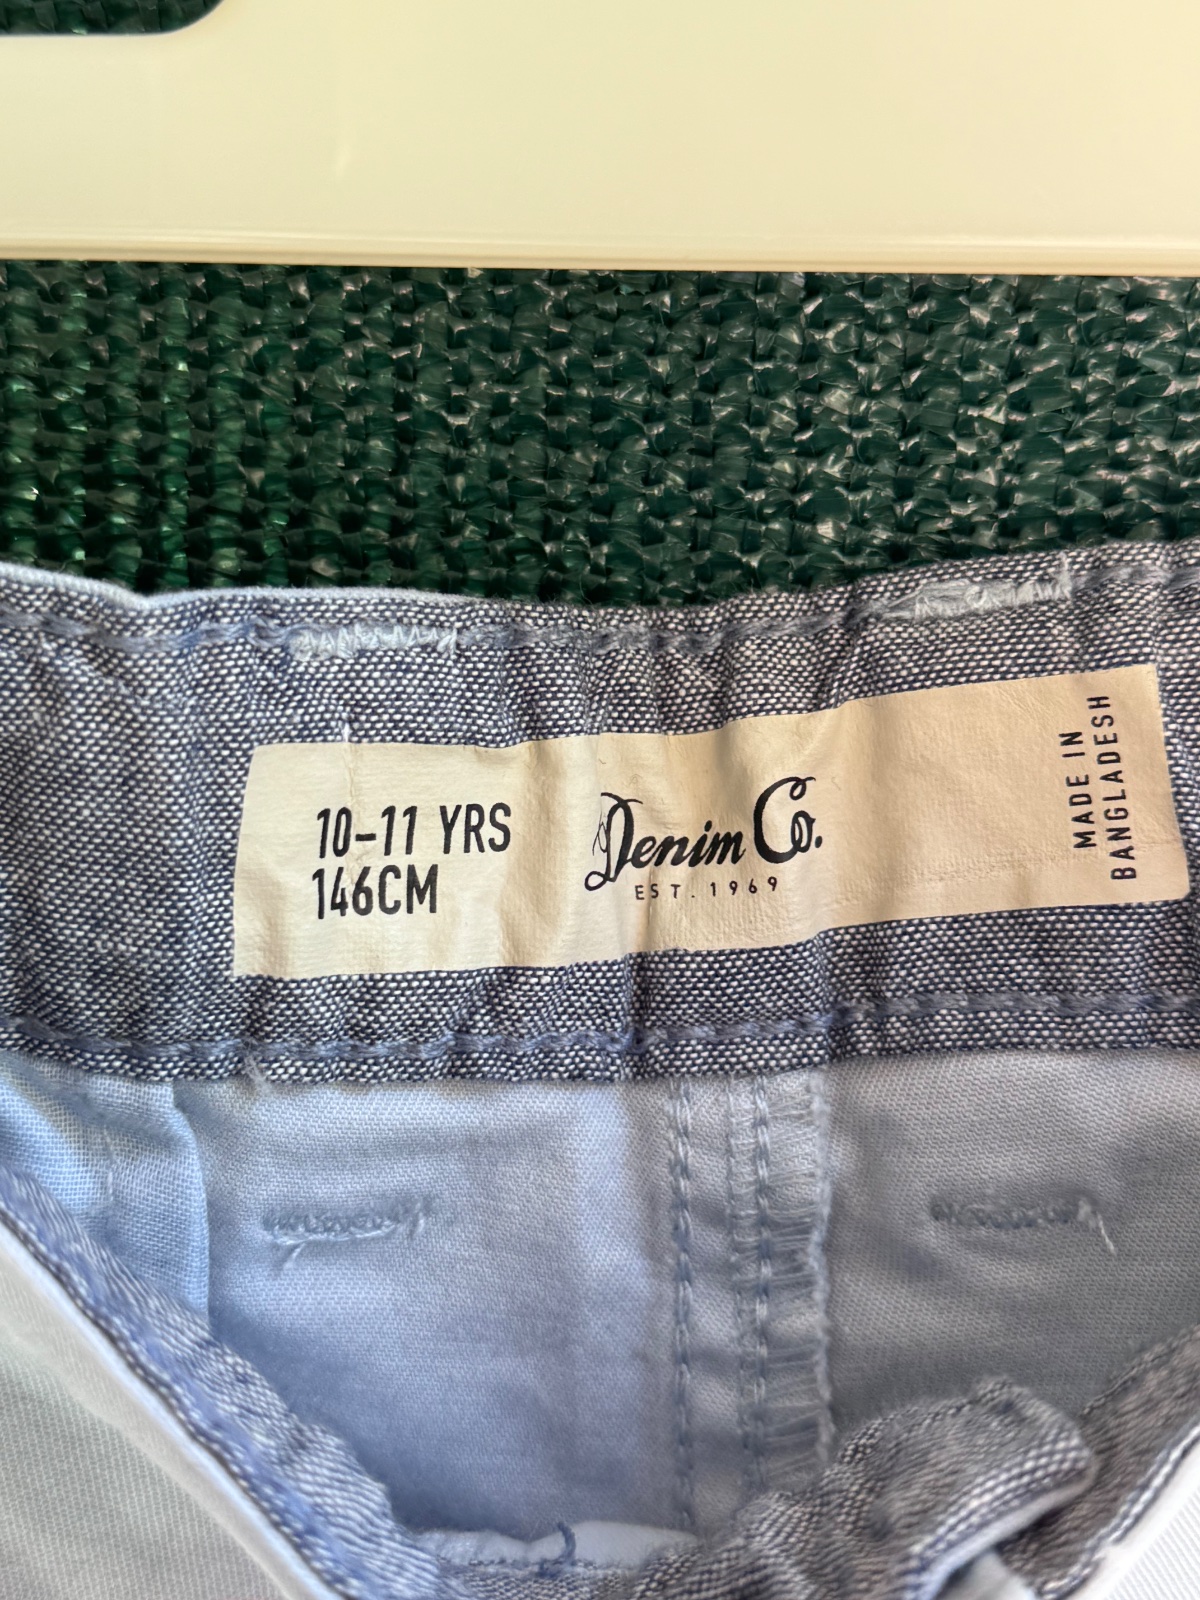 10-11 YRS
146CM
Denim Co.
EST. 1969
MADE IN
BANGLADESH